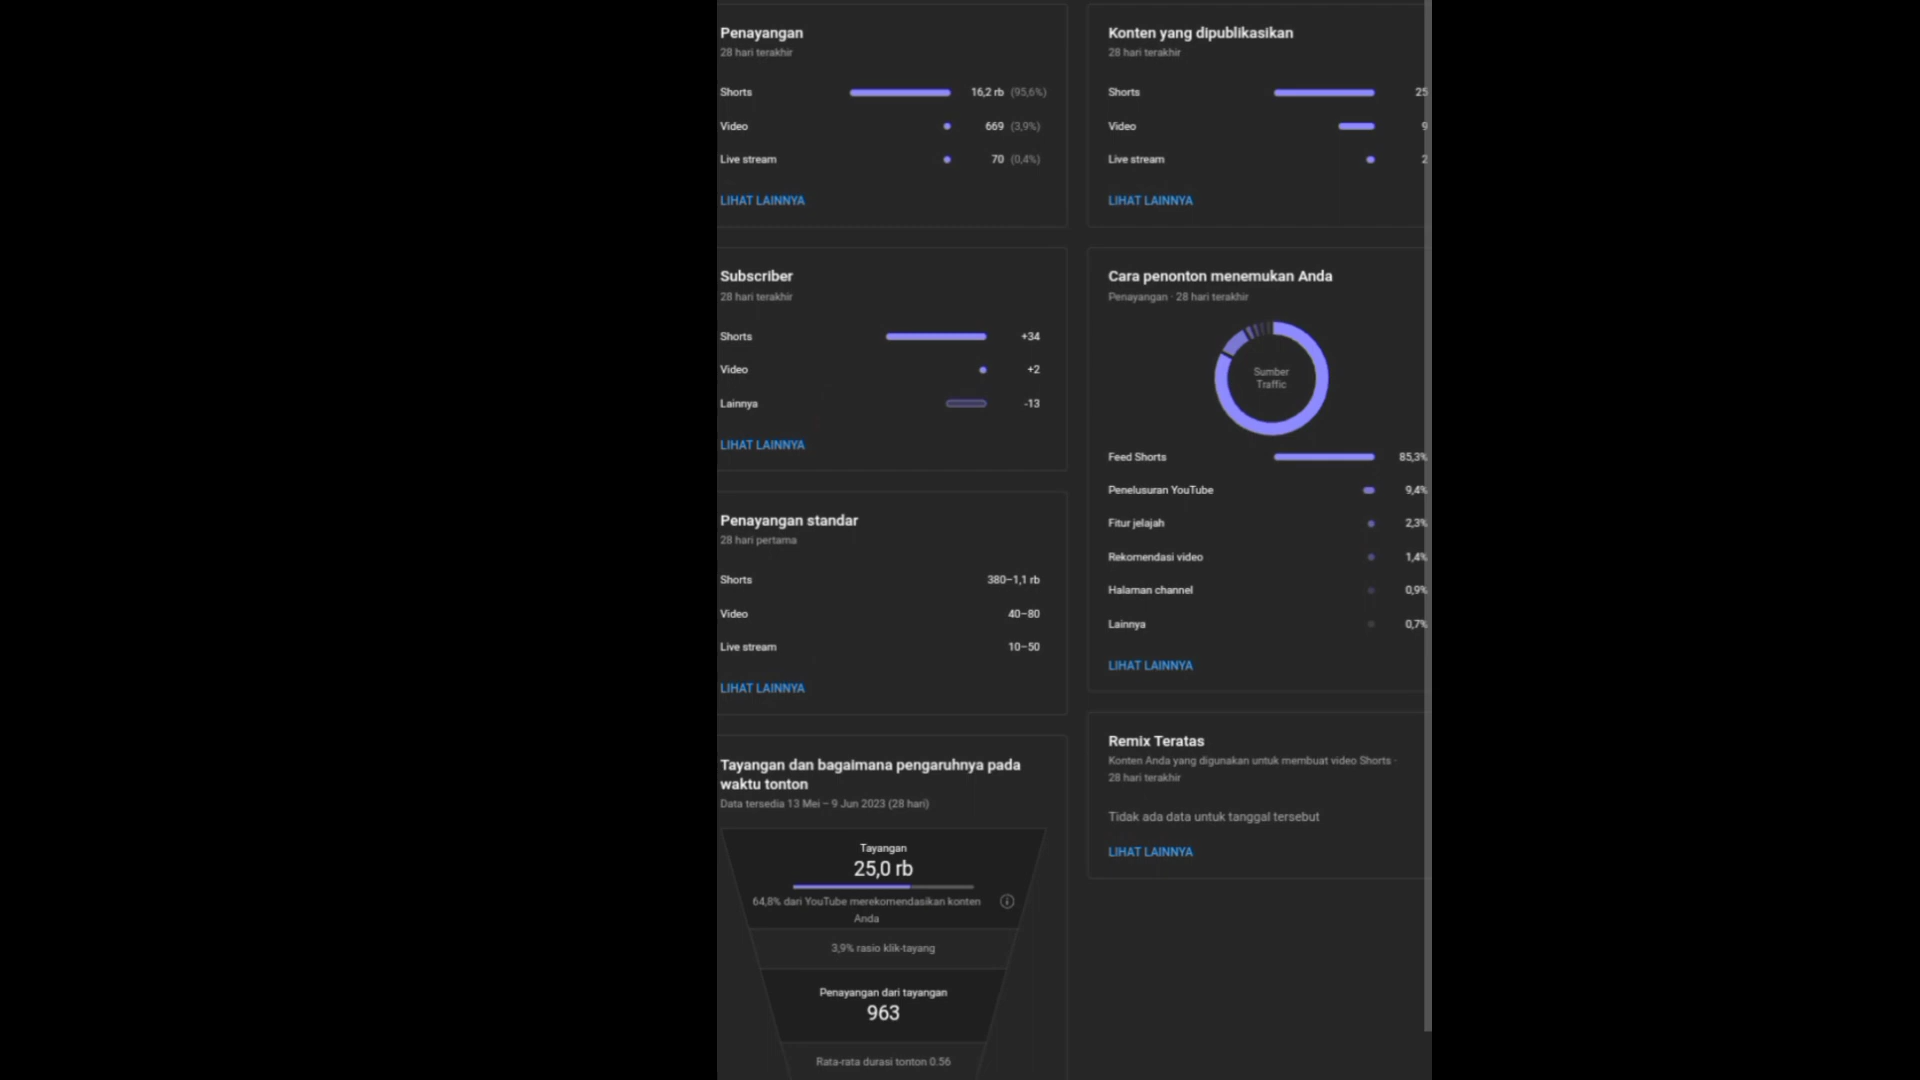 Penayangan
28 hari terakhir
Shorts 16,2 rb (95,6%)
Video 669 (3,9%)
Live stream 70 (0,4%)
LIHAT LAINNYA
Subscriber
28 hari terakhir
Shorts +34
Video +2
Lainnya -13
LIHAT LAINNYA
Penayangan standar
28 hari pertama
Shorts 380–1,1 rb
Video 40–80
Live stream 10–50
LIHAT LAINNYA
Tayangan dan bagaimana pengaruhnya pada
waktu tonton
Data tersedia 13 Mei – 9 Jun 2023 (28 hari)
Tayangan
25,0 rb
64,8% dari YouTube merekomendasikan konten
Anda
3,9% rasio klik-tayang
Penayangan dari tayangan
963
Rata-rata durasi tonton 0.56
Konten yang dipublikasikan
28 hari terakhir
Shorts 25
Video 9
Live stream 2
LIHAT LAINNYA
Cara penonton menemukan Anda
Penayangan · 28 hari terakhir
Sumber
Traffic
Feed Shorts 85,3%
Penelusuran YouTube 9,4%
Fitur jelajah 2,3%
Rekomendasi video 1,4%
Halaman channel 0,9%
Lainnya 0,7%
LIHAT LAINNYA
Remix Teratas
Konten Anda yang digunakan untuk membuat video Shorts ·
28 hari terakhir
Tidak ada data untuk tanggal tersebut
LIHAT LAINNYA